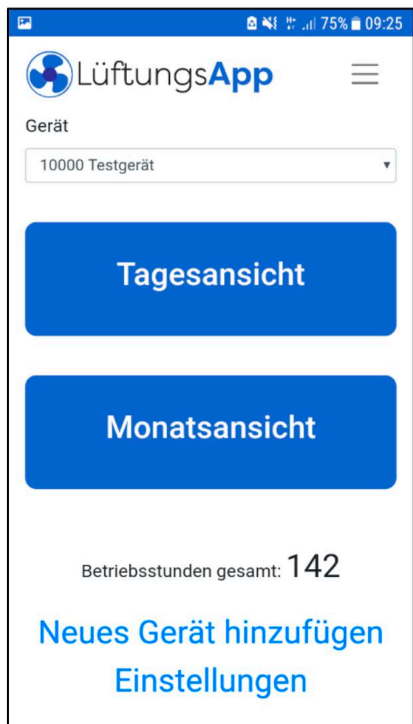 75% 09:25
LüftungsApp
Gerät
10000 Testgerät
Tagesansicht
Monatsansicht
Betriebsstunden gesamt: 142
Neues Gerät hinzufügen
Einstellungen